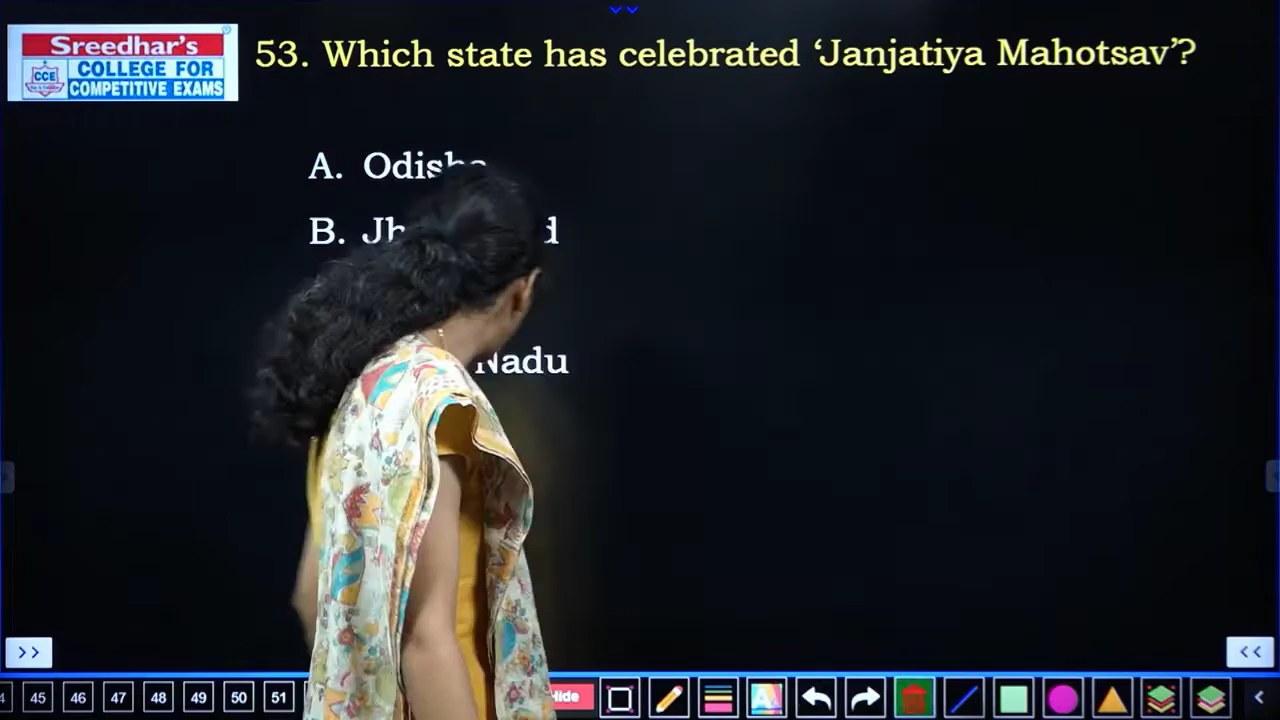 Sreedhar's
CCE
COLLEGE FOR
COMPETITIVE EXAMS
53. Which state has celebrated ‘Janjatiya Mahotsav’?
A. Odisha
B.
Nadu
>>
<<
45 46 47 48 49 50 51
Hide